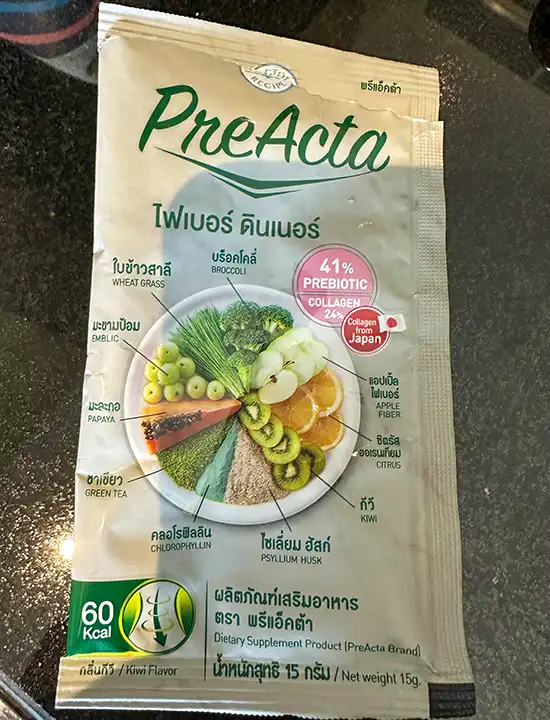 RECIPE
พรีแอ็คต้า
PreActa
ไฟเบอร์ ดินเนอร์
บร็อคโคลี่
BROCCOLI
ใบข้าวสาลี
WHEAT GRASS
41%
PREBIOTIC
COLLAGEN
24%
Collagen
from
Japan
มะขามป้อม
EMBLIC
แอปเปิ้ล
ไฟเบอร์
APPLE
FIBER
มะละกอ
PAPAYA
ซิตรัส
ออเรนเทียม
CITRUS
ชาเขียว
GREEN TEA
กีวี
KIWI
คลอโรฟิลลิน
CHLOROPHYLLIN
ไซเลี่ยม ฮัสก์
PSYLLIUM HUSK
60
Kcal
ผลิตภัณฑ์เสริมอาหาร
ตรา พรีแอ็คต้า
Dietary Supplement Product (PreActa Brand)
กลิ่นกีวี / Kiwi Flavor
น้ำหนักสุทธิ 15 กรัม / Net weight 15g.